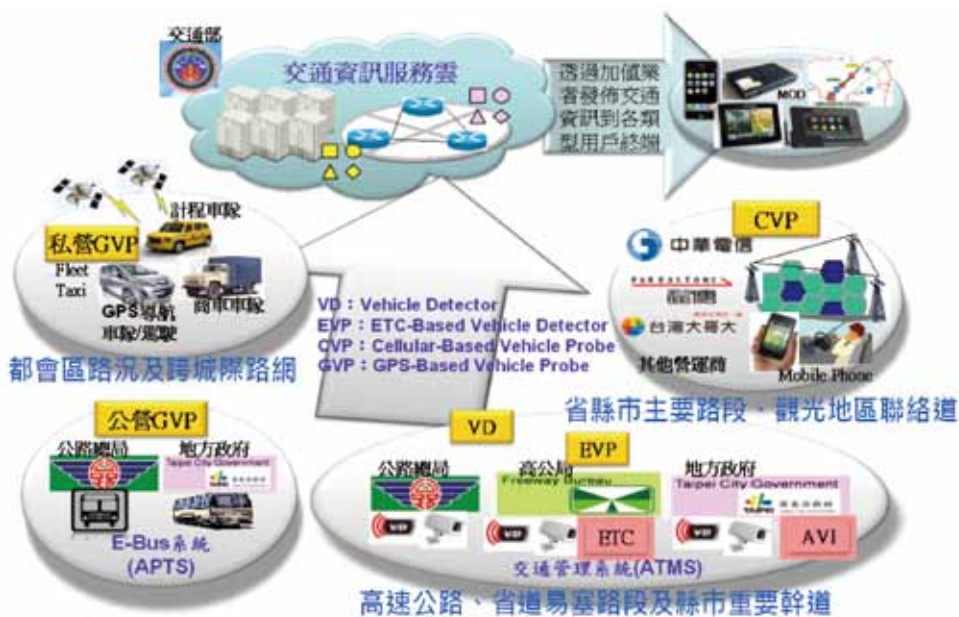 交通部
交通資訊服務雲
透過加值業
者發佈交通
資訊到各類
型用戶終端
MOD
計程車隊
私營GVP
Fleet
Taxi
GPS導航
車隊/駕駛
商車車隊
都會區路況及跨城際路網
VD：Vehicle Detector
EVP：ETC-Based Vehicle Detector
CVP：Cellular-Based Vehicle Probe
GVP：GPS-Based Vehicle Probe
CVP
中華電信
台灣大哥大
其他營運商
Mobile Phone
省縣市主要路段、觀光地區聯絡道
公營GVP
公路總局
地方政府
Taipei City Government
E-Bus系統
(APTS)
VD
EVP
公路總局
高公局
Freeway Bureau
地方政府
Taipei City Government
TAIPEI
VD
VD
ETC
VD
AVI
交通管理系統(ATMS)
高速公路、省道易塞路段及縣市重要幹道